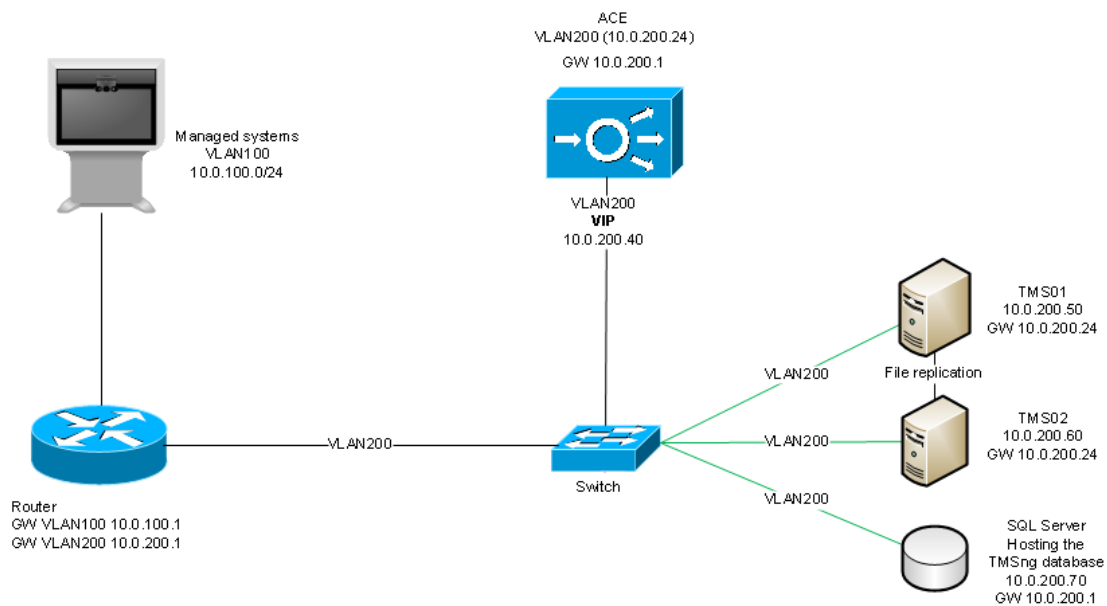 ACE
VLAN200 (10.0.200.24)
GW 10.0.200.1
Managed systems
VLAN100
10.0.100.0/24
VLAN200
VIP
10.0.200.40
TMS01
10.0.200.50
GW 10.0.200.24
VLAN200
File replication
VLAN200
VLAN200
TMS02
10.0.200.60
GW 10.0.200.24
Switch
VLAN200
Router
GW VLAN100 10.0.100.1
GW VLAN200 10.0.200.1
SQL Server
Hosting the
TMSng database
10.0.200.70
GW 10.0.200.1